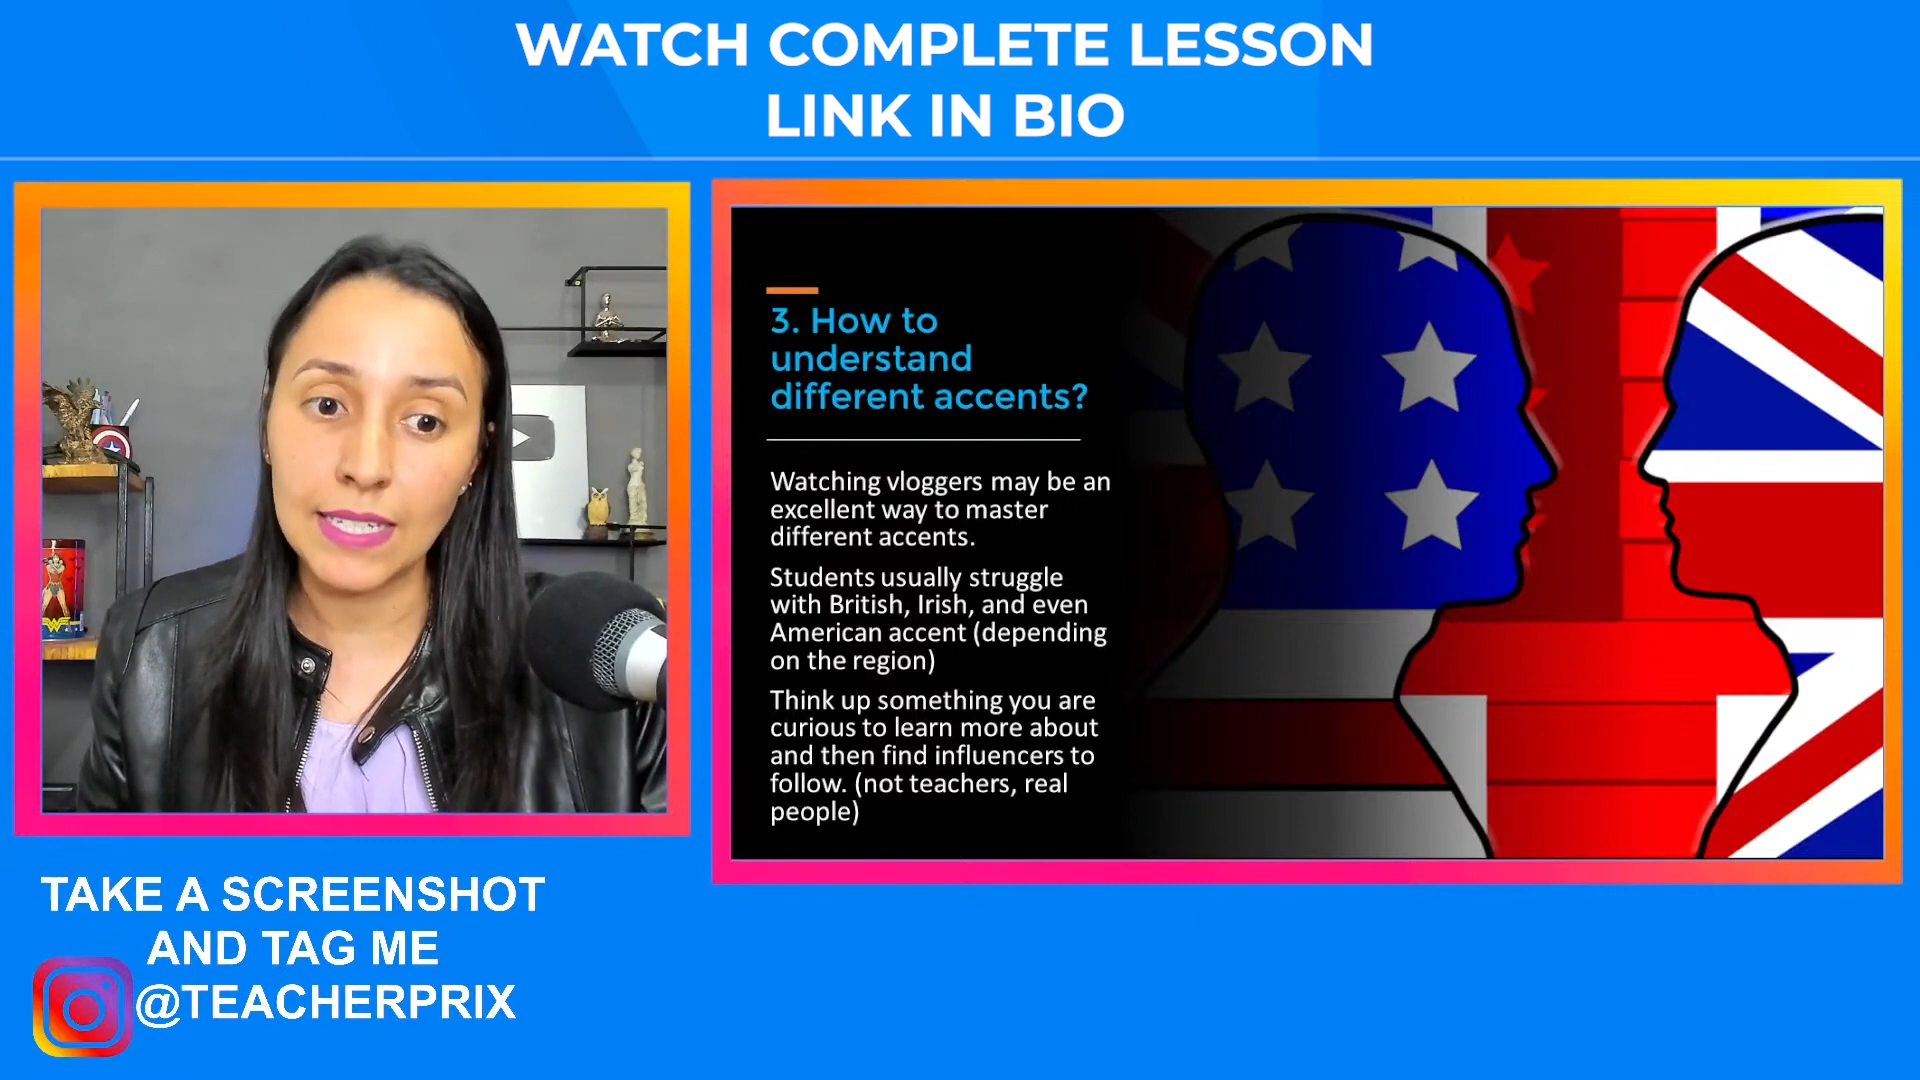 WATCH COMPLETE LESSON
LINK IN BIO
3. How to
understand
different accents?
Watching vloggers may be an
excellent way to master
different accents.
Students usually struggle
with British, Irish, and even
American accent (depending
on the region)
Think up something you are
curious to learn more about
and then find influencers to
follow. (not teachers, real
people)
TAKE A SCREENSHOT
AND TAG ME
@TEACHERPRIX